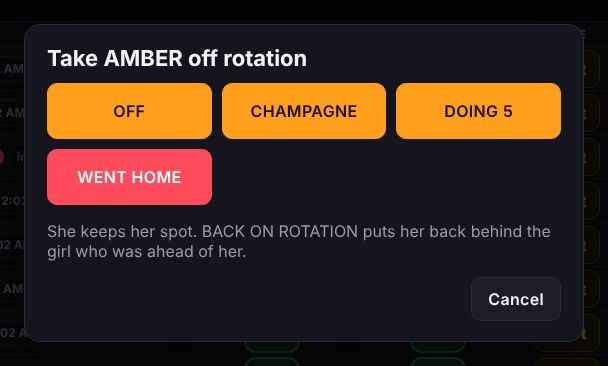 Take AMBER off rotation
OFF
CHAMPAGNE
DOING 5
WENT HOME
She keeps her spot. BACK ON ROTATION puts her back behind the
girl who was ahead of her.
Cancel